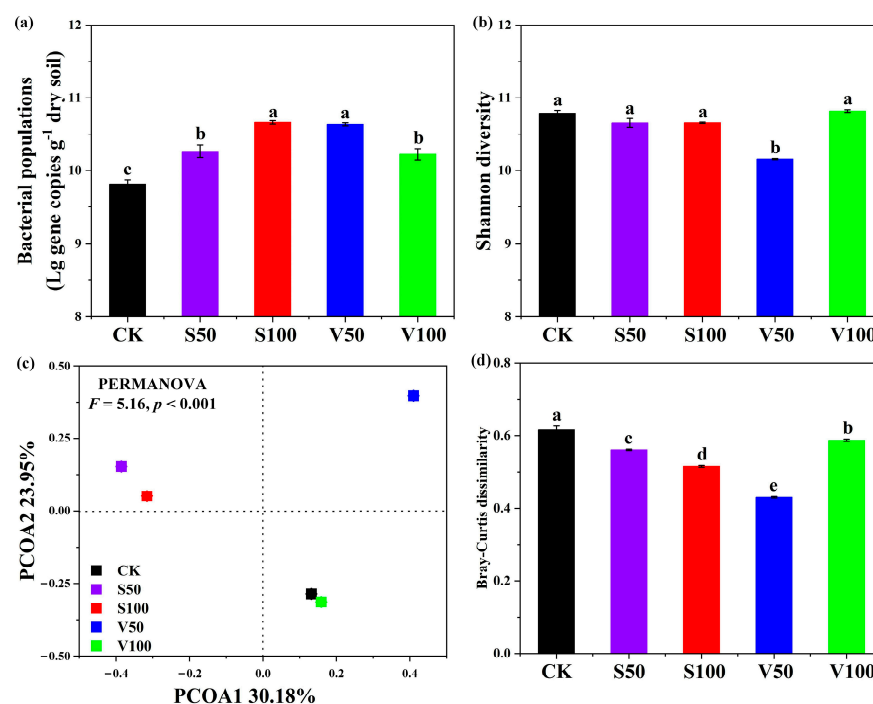 (a)
Bacterial populations
(Lg gene copies g⁻¹ dry soil)
12
11
10
9
8
c
b
a
a
b
CK S50 S100 V50 V100
(b)
Shannon diversity
12
11
10
9
8
a
a
a
b
a
CK S50 S100 V50 V100
(c)
PCOA2 23.95%
0.50
0.25
0.00
−0.25
−0.50
PERMANOVA
F = 5.16, p < 0.001
CK
S50
S100
V50
V100
−0.4 −0.2 0.0 0.2 0.4
PCOA1 30.18%
(d)
Bray-Curtis dissimilarity
0.8
0.6
0.4
0.2
0.0
a
c
d
e
b
CK S50 S100 V50 V100